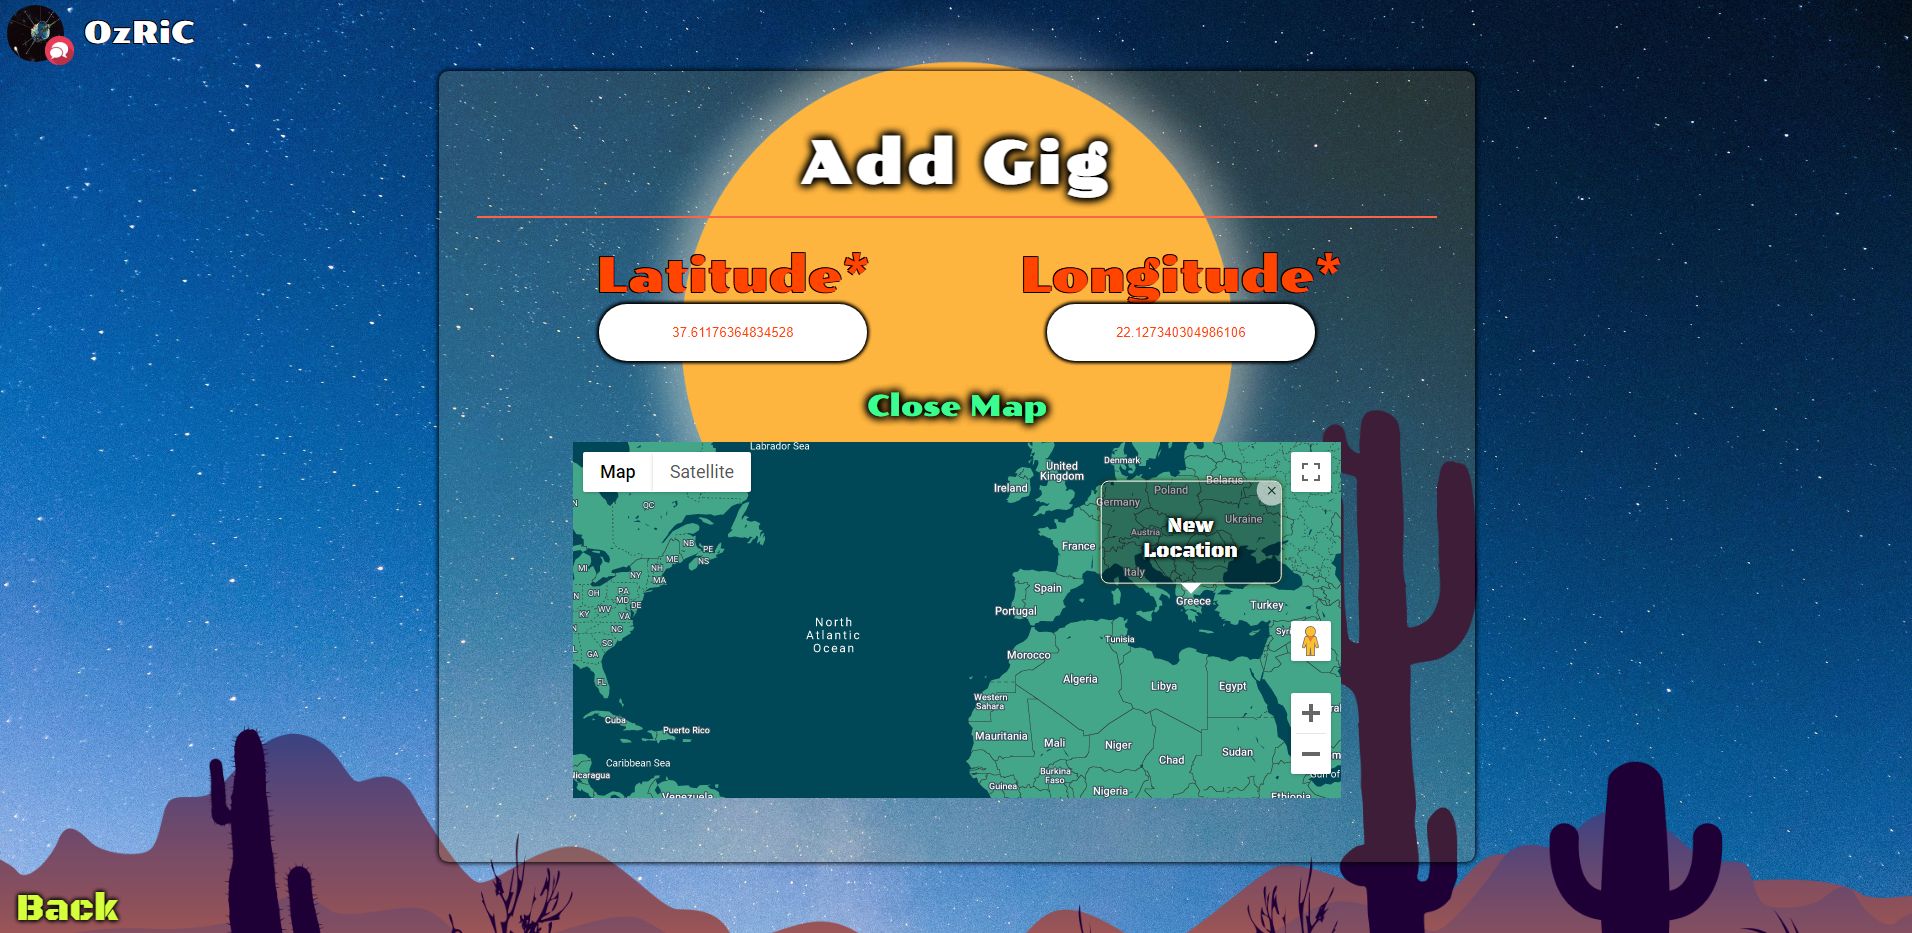 OzRiC
Add Gig
Latitude*
Longitude*
37.61176364834528
22.127340304986106
Close Map
Map
Satellite
Labrador Sea
United
Kingdom
Denmark
Ireland
Belarus
Poland
Germany
QC
Ukraine
Austria
New
Location
France
NB
PE
ME
NS
MI
NH
NY
MA
Italy
Spain
PA
OH
MD
DE
WV
KY
VA
Portugal
Greece
Turkey
NC
SC
North
Atlantic
Ocean
Tunisia
Syri
GA
Morocco
FL
Algeria
Libya
Egypt
Western
Sahara
Cuba
Puerto Rico
Mauritania
Mali
Niger
Chad
Sudan
Caribbean Sea
Nicaragua
Burkina
Faso
Guinea
Nigeria
Gulf of
Venezuela
Ethiopia
Back